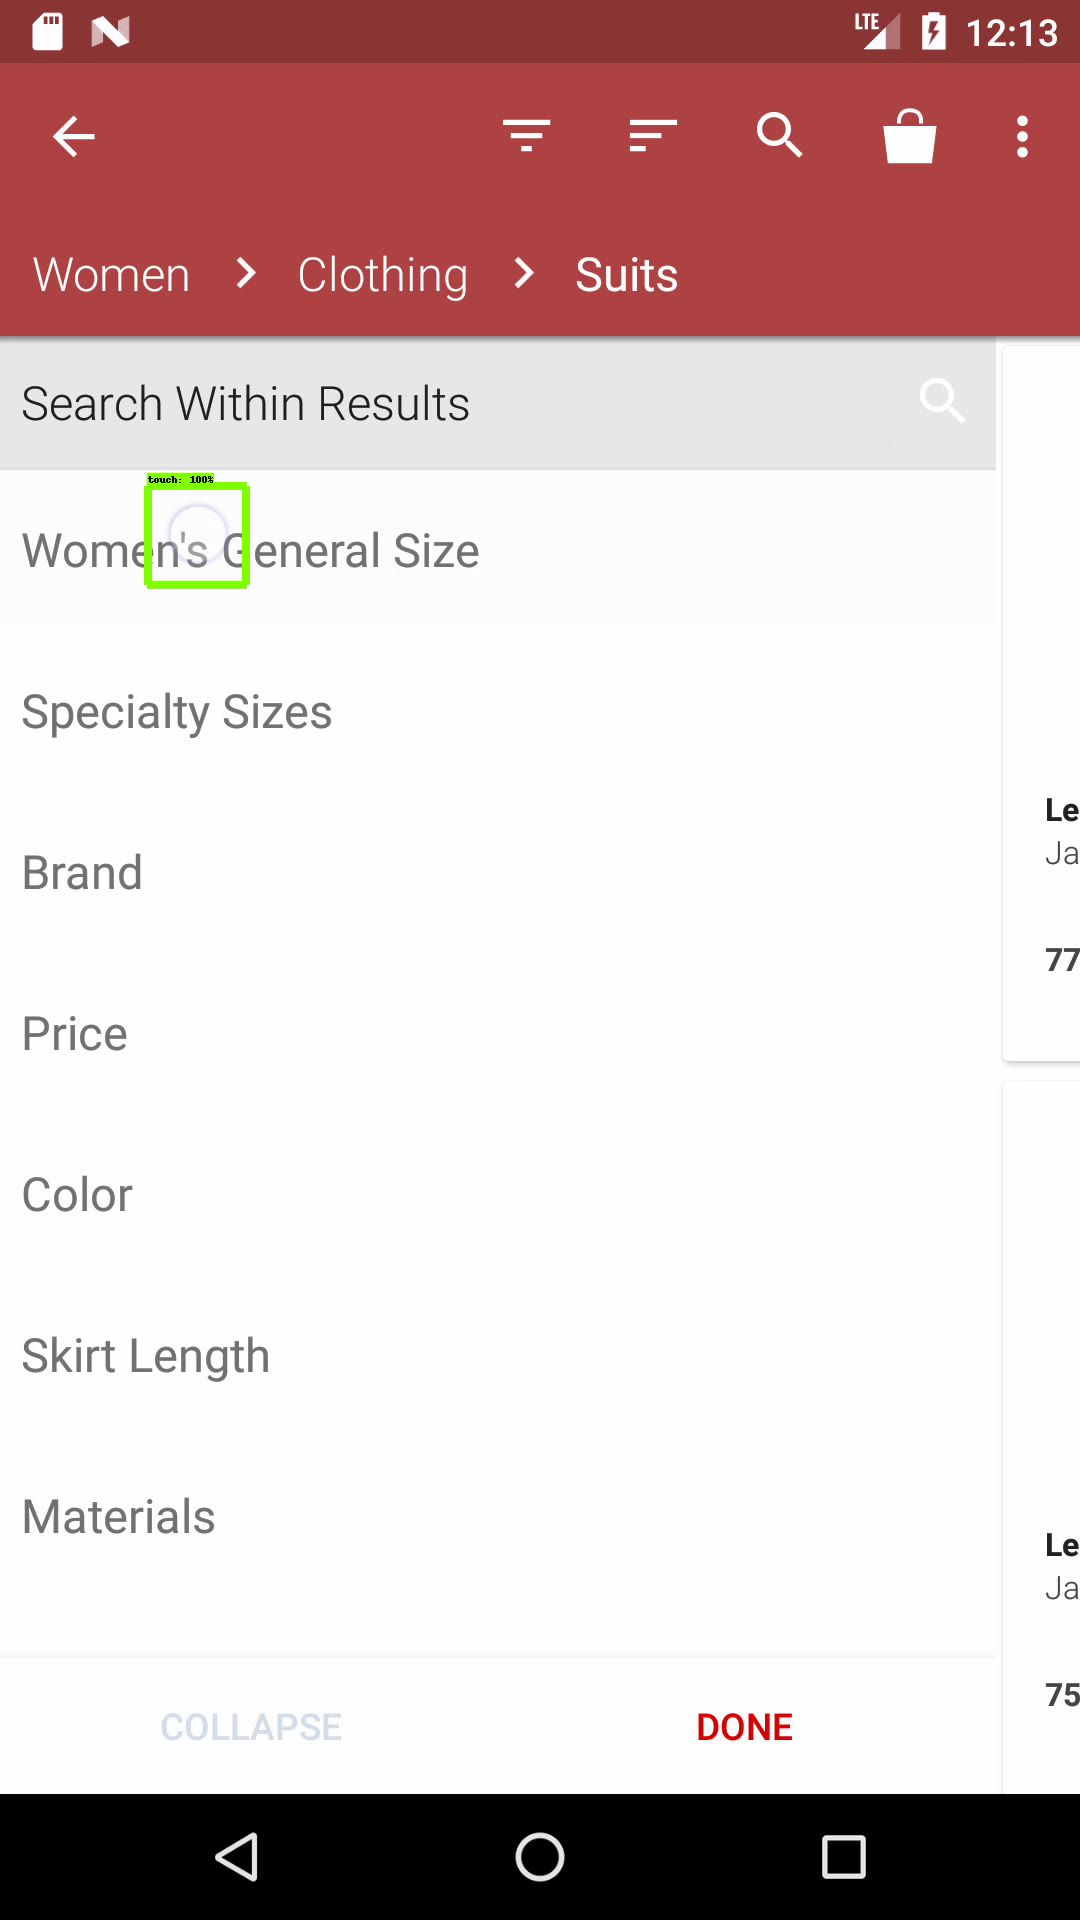 LTE 12:13
Women Clothing Suits
Search Within Results
touch: 100%
Women's General Size
Specialty Sizes
Le
Ja
Brand
77
Price
Color
Skirt Length
Materials
Le
Ja
75
COLLAPSE DONE